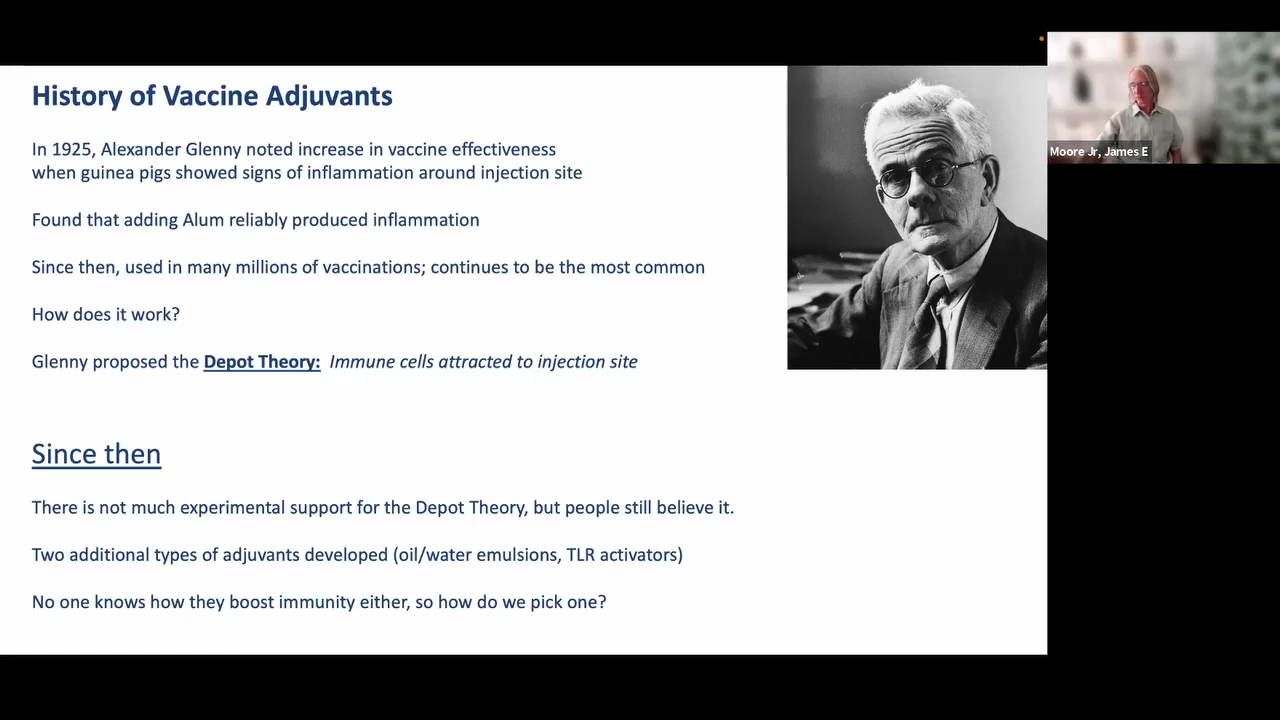 History of Vaccine Adjuvants
In 1925, Alexander Glenny noted increase in vaccine effectiveness
when guinea pigs showed signs of inflammation around injection site
Found that adding Alum reliably produced inflammation
Since then, used in many millions of vaccinations; continues to be the most common
How does it work?
Glenny proposed the Depot Theory: Immune cells attracted to injection site
Since then
There is not much experimental support for the Depot Theory, but people still believe it.
Two additional types of adjuvants developed (oil/water emulsions, TLR activators)
No one knows how they boost immunity either, so how do we pick one?
Moore Jr, James E